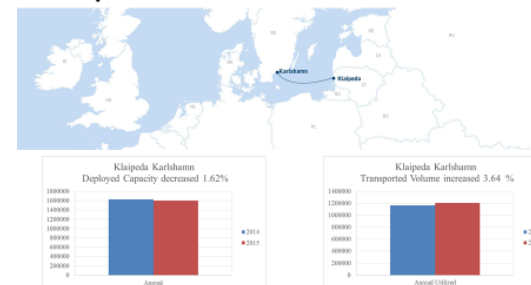 Karlshamn
Klaipeda
Klaipeda Karlshamn
Deployed Capacity decreased 1.62%
1800000
1600000
1400000
1200000
1000000
800000
600000
400000
200000
0
2014
2015
Annual
Klaipeda Karlshamn
Transported Volume increased 3.64 %
1400000
1200000
1000000
800000
600000
400000
200000
0
Annual Utilized